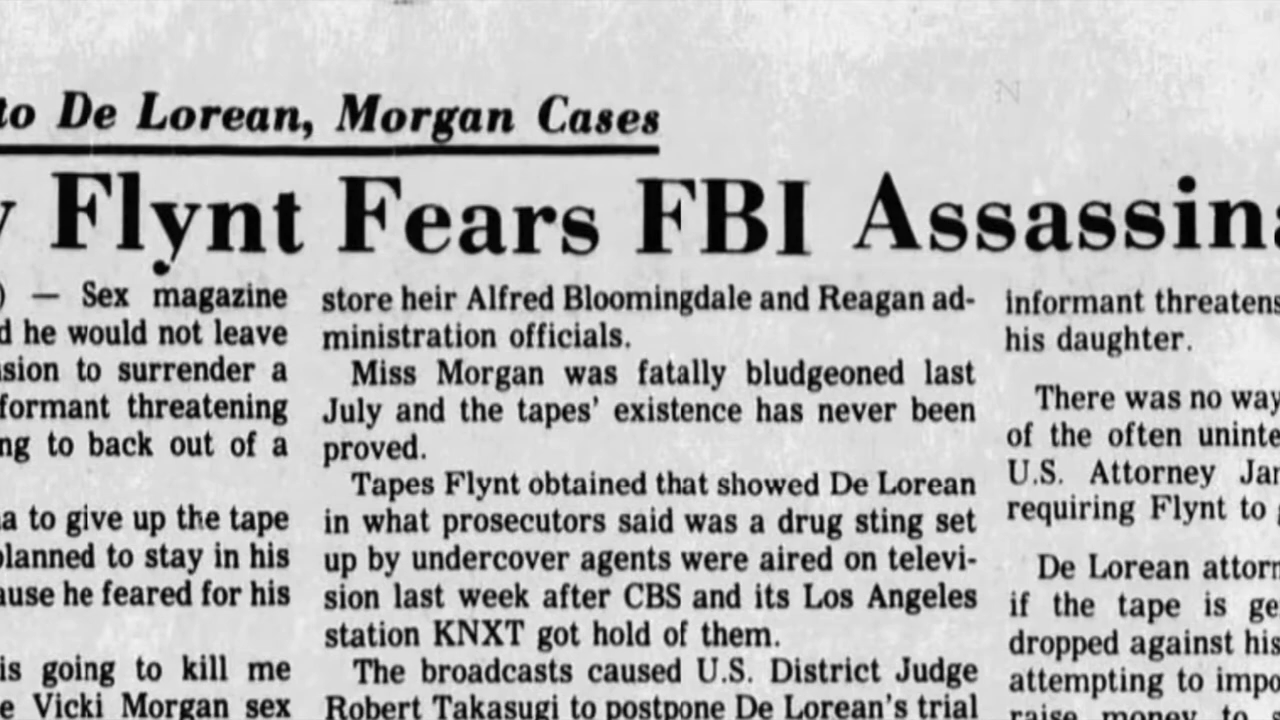 to De Lorean, Morgan Cases
y Flynt Fears FBI Assassina
) — Sex magazine
d he would not leave
sion to surrender a
formant threatening
ng to back out of a
a to give up the tape
planned to stay in his
ause he feared for his
is going to kill me
e Vicki Morgan sex
store heir Alfred Bloomingdale and Reagan ad-
ministration officials.
Miss Morgan was fatally bludgeoned last
July and the tapes' existence has never been
proved.
Tapes Flynt obtained that showed De Lorean
in what prosecutors said was a drug sting set
up by undercover agents were aired on televi-
sion last week after CBS and its Los Angeles
station KNXT got hold of them.
The broadcasts caused U.S. District Judge
Robert Takasugi to postpone De Lorean's trial
informant threatens
his daughter.
There was no way
of the often uninte
U.S. Attorney Jam
requiring Flynt to g
De Lorean attorn
if the tape is ge
dropped against his
attempting to impo
raise money to